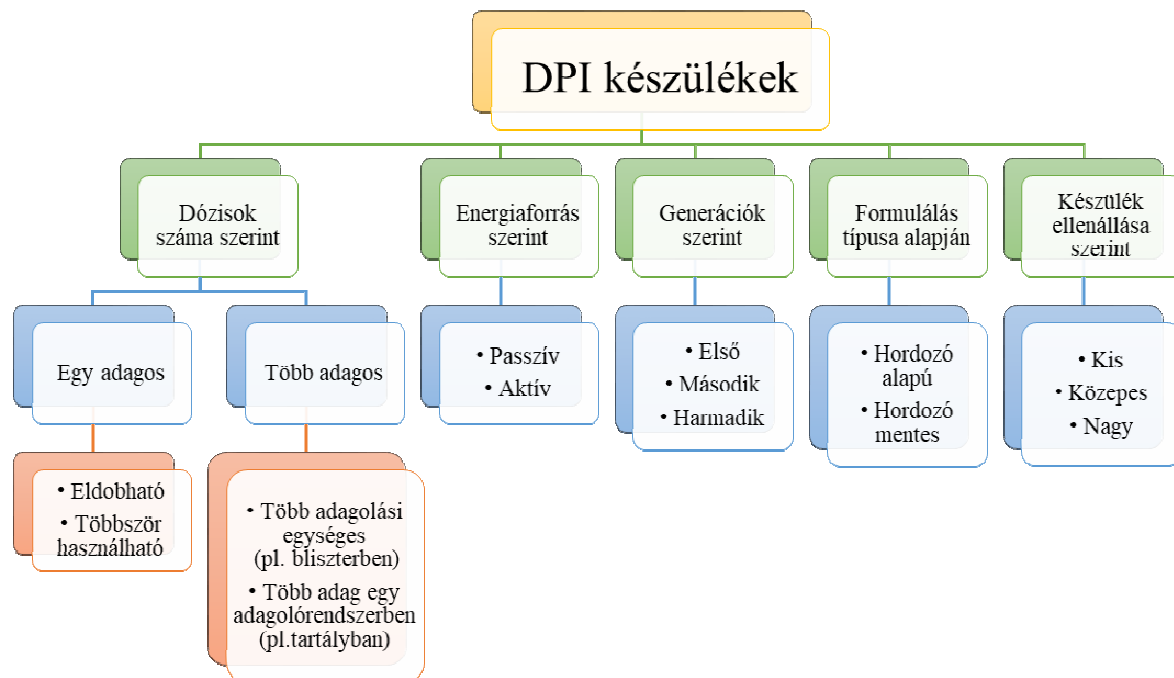 DPI készülékek
Dózisok
száma szerint
Energiaforrás
szerint
Generációk
szerint
Formulálás
típusa alapján
Készülék
ellenállása
szerint
Egy adagos
Több adagos
• Passzív
• Aktív
• Első
• Második
• Harmadik
• Hordozó
alapú
• Hordozó
mentes
• Kis
• Közepes
• Nagy
• Eldobható
• Többször
használható
• Több adagolási
egységes
(pl. bliszterben)
• Több adag egy
adagolórendszerben
(pl.tartályban)